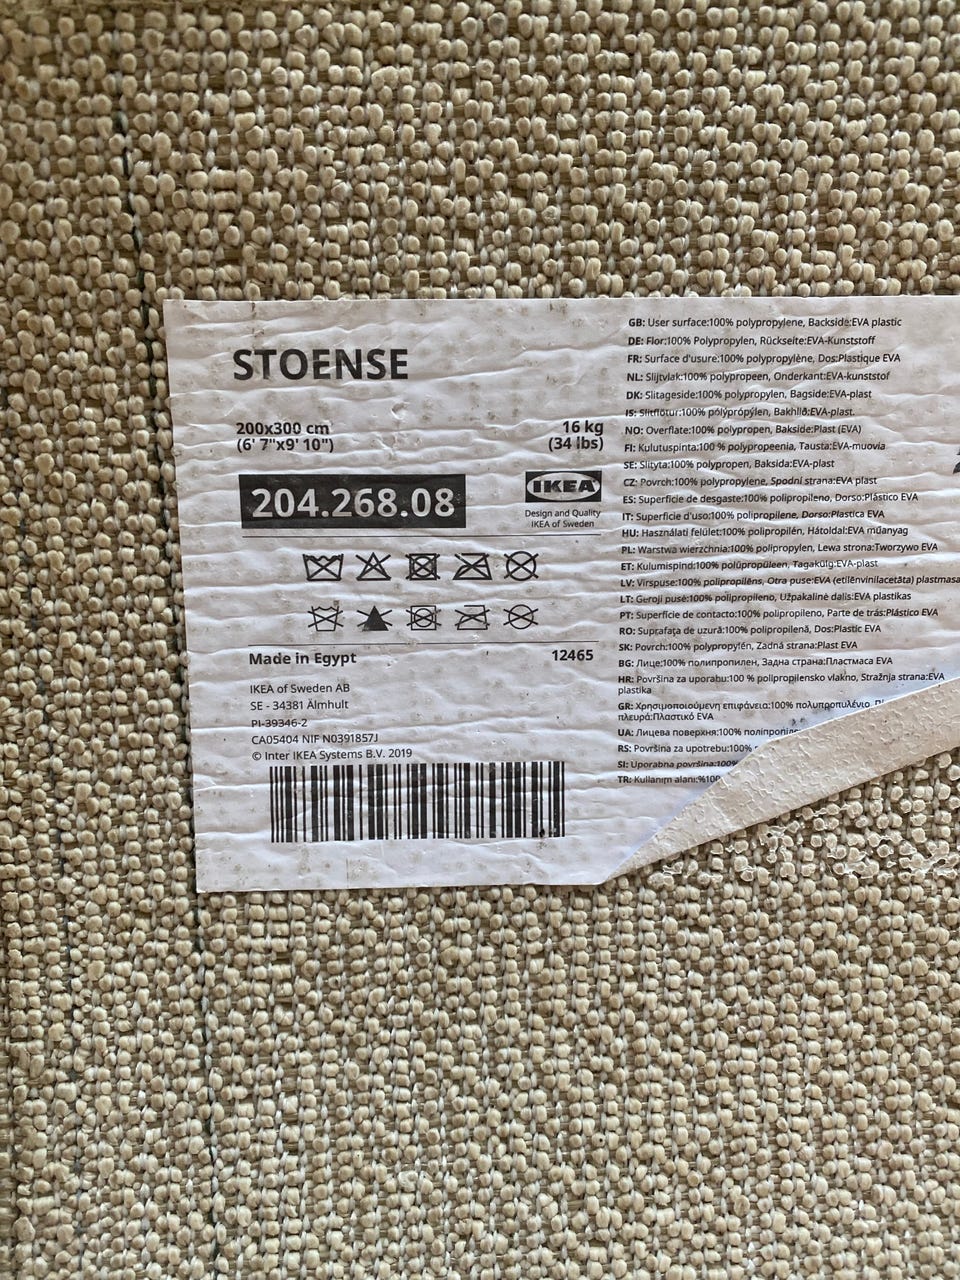 STOENSE
200x300 cm
(6' 7"x9' 10")
16 kg
(34 lbs)
204.268.08
IKEA
Design and Quality
IKEA of Sweden
Made in Egypt
12465
IKEA of Sweden AB
SE - 34381 Älmhult
PI-39346-2
CA05404 NIF N0391857J
© Inter IKEA Systems B.V. 2019
GB: User surface:100% polypropylene, Backside:EVA plastic
DE: Flor:100% Polypropylen, Rückseite:EVA-Kunststoff
FR: Surface d'usure:100% polypropylène, Dos:Plastique EVA
NL: Slijtvlak:100% polypropeen, Onderkant:EVA-kunststof
DK: Slitageside:100% polypropylen, Bagside:EVA-plast
IS: Slitflötur:100% pólýprópýlen, Bakhlið:EVA-plast.
NO: Overflate:100% polypropen, Bakside:Plast (EVA)
FI: Kulutuspinta:100 % polypropeenia, Tausta:EVA-muovia
SE: Slityta:100% polypropen, Baksida:EVA-plast
CZ: Povrch:100% polypropylene, Spodní strana:EVA plast
ES: Superficie de desgaste:100% polipropileno, Dorso:Plástico EVA
IT: Superficie d'uso:100% polipropilene, Dorso:Plastica EVA
HU: Használati felület:100% polipropilén, Hátoldal:EVA műanyag
PL: Warstwa wierzchnia:100% polipropylen, Lewa strona:Tworzywo EVA
ET: Kulumispind:100% polüpropüleen, Tagakülg:EVA-plast
LV: Virspuse:100% polipropilēns, Otra puse:EVA (etilēnvinilacetāta) plastmasa
LT: Geroji pusė:100% polipropileno, Užpakalinė dalis:EVA plastikas
PT: Superfície de contacto:100% polipropileno, Parte de trás:Plástico EVA
RO: Suprafaţa de uzură:100% polipropilenă, Dos:Plastic EVA
SK: Povrch:100% polypropylén, Zadná strana:Plast EVA
BG: Лице:100% полипропилен, Задна страна:Пластмаса EVA
HR: Površina za uporabu:100 % polipropilensko vlakno, Stražnja strana:EVA
plastika
GR: Χρησιμοποιούμενη επιφάνεια:100% πολυπροπυλένιο,
πλευρά:Πλαστικό EVA
UA: Лицева поверхня:100%
RS: Površina za upotrebu:100%
SI: Uporabna površina:100%
TR: Kullanım alanı:%100